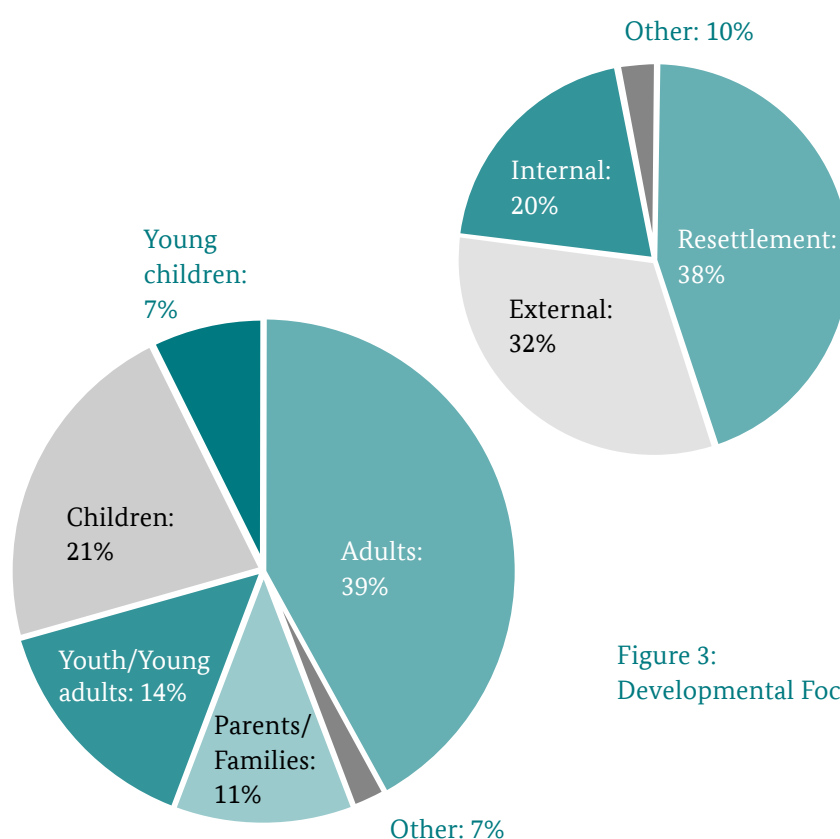 Other: 10%
Internal:
20%
Resettlement:
38%
External:
32%
Young
children:
7%
Children:
21%
Adults:
39%
Youth/Young
adults: 14%
Parents/
Families:
11%
Other: 7%
Figure 3:
Developmental